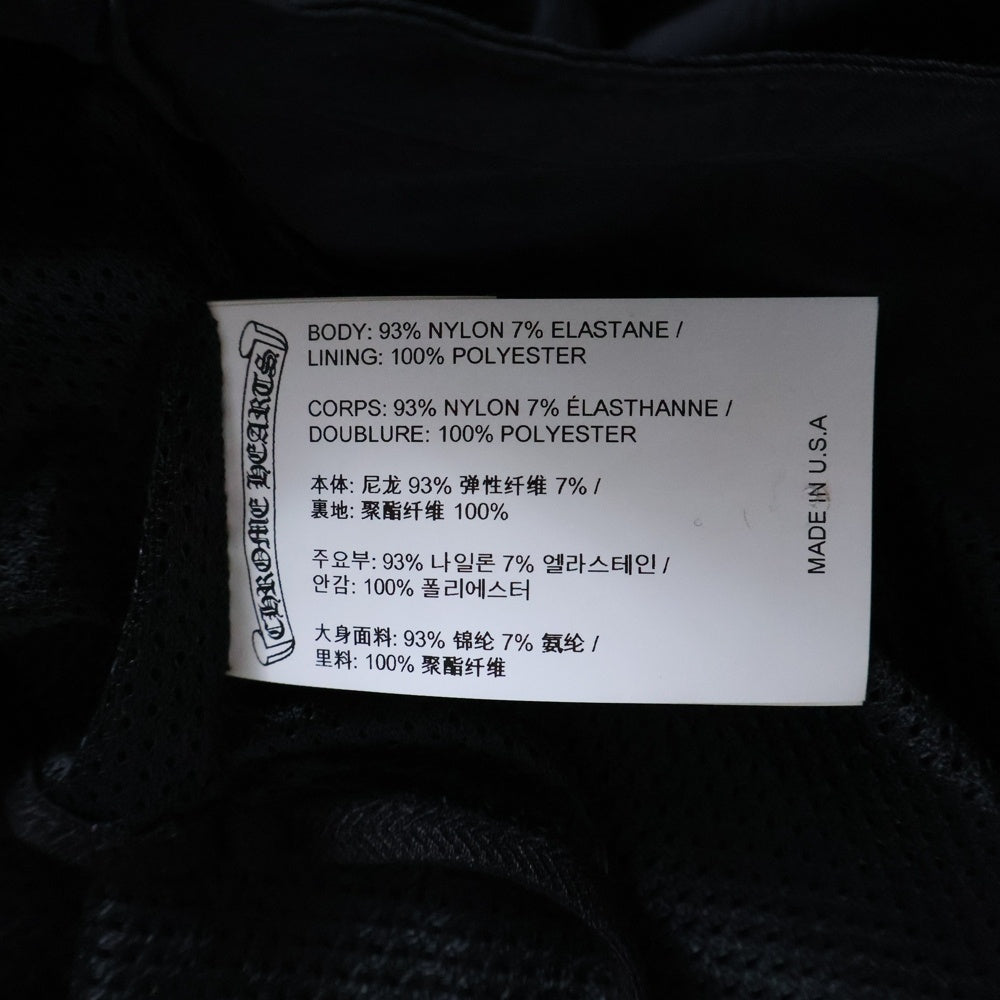 CHROME HEARTS
BODY: 93% NYLON 7% ELASTANE /
LINING: 100% POLYESTER
CORPS: 93% NYLON 7% ÉLASTHANNE /
DOUBLURE: 100% POLYESTER
本体: 尼龙 93% 弹性纤维 7% /
裏地: 聚酯纤维 100%
주요부: 93% 나일론 7% 엘라스테인 /
안감: 100% 폴리에스터
大身面料: 93% 锦纶 7% 氨纶 /
里料: 100% 聚酯纤维
MADE IN U.S.A